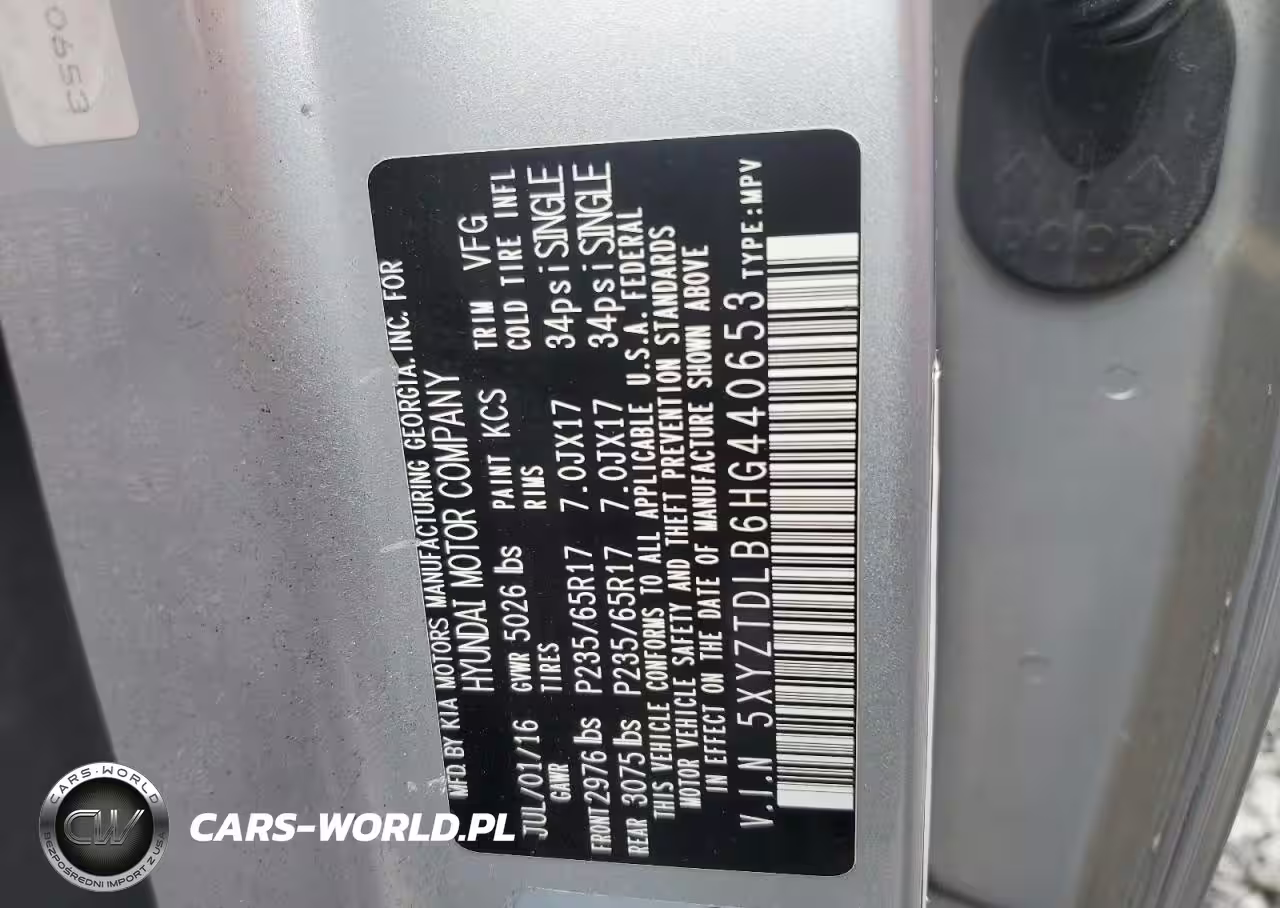 0653
MFD.BY KIA MOTORS MANUFACTURING GEORGIA. INC. FOR
HYUNDAI MOTOR COMPANY
JUL/01/16 GVWR 5026 lbs PAINT KCS TRIM VFG
GAWR TIRES RIMS COLD TIRE INFL
FRONT 2976 lbs P235/65R17 7.0JX17 34psi SINGLE
REAR 3075 lbs P235/65R17 7.0JX17 34psi SINGLE
THIS VEHICLE CONFORMS TO ALL APPLICABLE U.S.A. FEDERAL
MOTOR VEHICLE SAFETY AND THEFT PREVENTION STANDARDS
IN EFFECT ON THE DATE OF MANUFACTURE SHOWN ABOVE
V.I.N 5XYZTDLB6HG440653 TYPE:MPV
CARS-WORLD
CW
BEZPOŚREDNI IMPORT Z USA
CARS-WORLD.PL